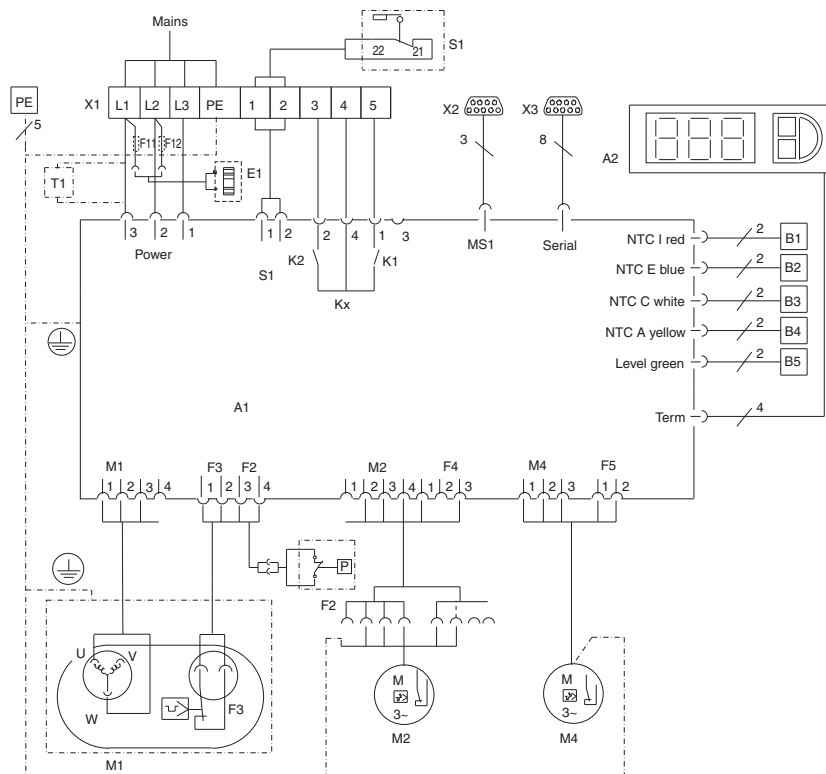 Mains
22 21
S1
PE
5
X1 L1 L2 L3 PE 1 2 3 4 5
F11 F12
T1
E1
X2 X3
3 8
A2
3 2 1
Power
1 2
S1
2 4 1 3
K2 K1
Kx
MS1 Serial
NTC I red 2 B1
NTC E blue 2 B2
NTC C white 2 B3
NTC A yellow 2 B4
Level green 2 B5
Term 4
A1
M1 F3 F2 M2 F4 M4 F5
1 2 3 4 1 2 3 4 1 2 3 4 1 2 3 1 2 3 1 2
P
F2
U V
W
F3
M1
M
3~
M2
M
3~
M4